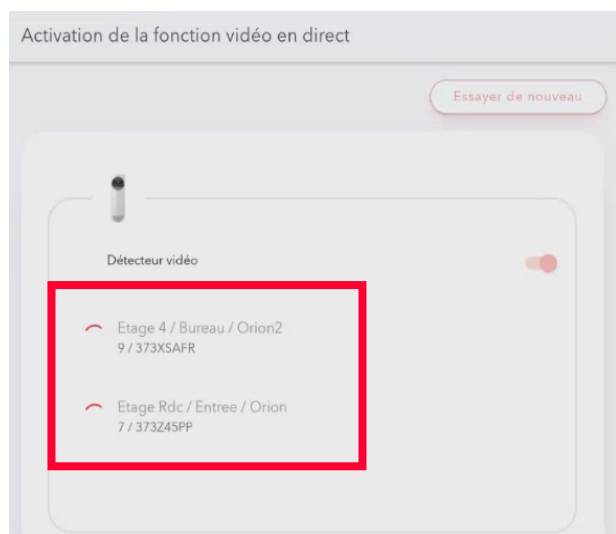 Activation de la fonction vidéo en direct
Essayer de nouveau
Détecteur vidéo
Etage 4 / Bureau / Orion2
9 / 373XSAFR
Etage Rdc / Entree / Orion
7 / 373Z45PP